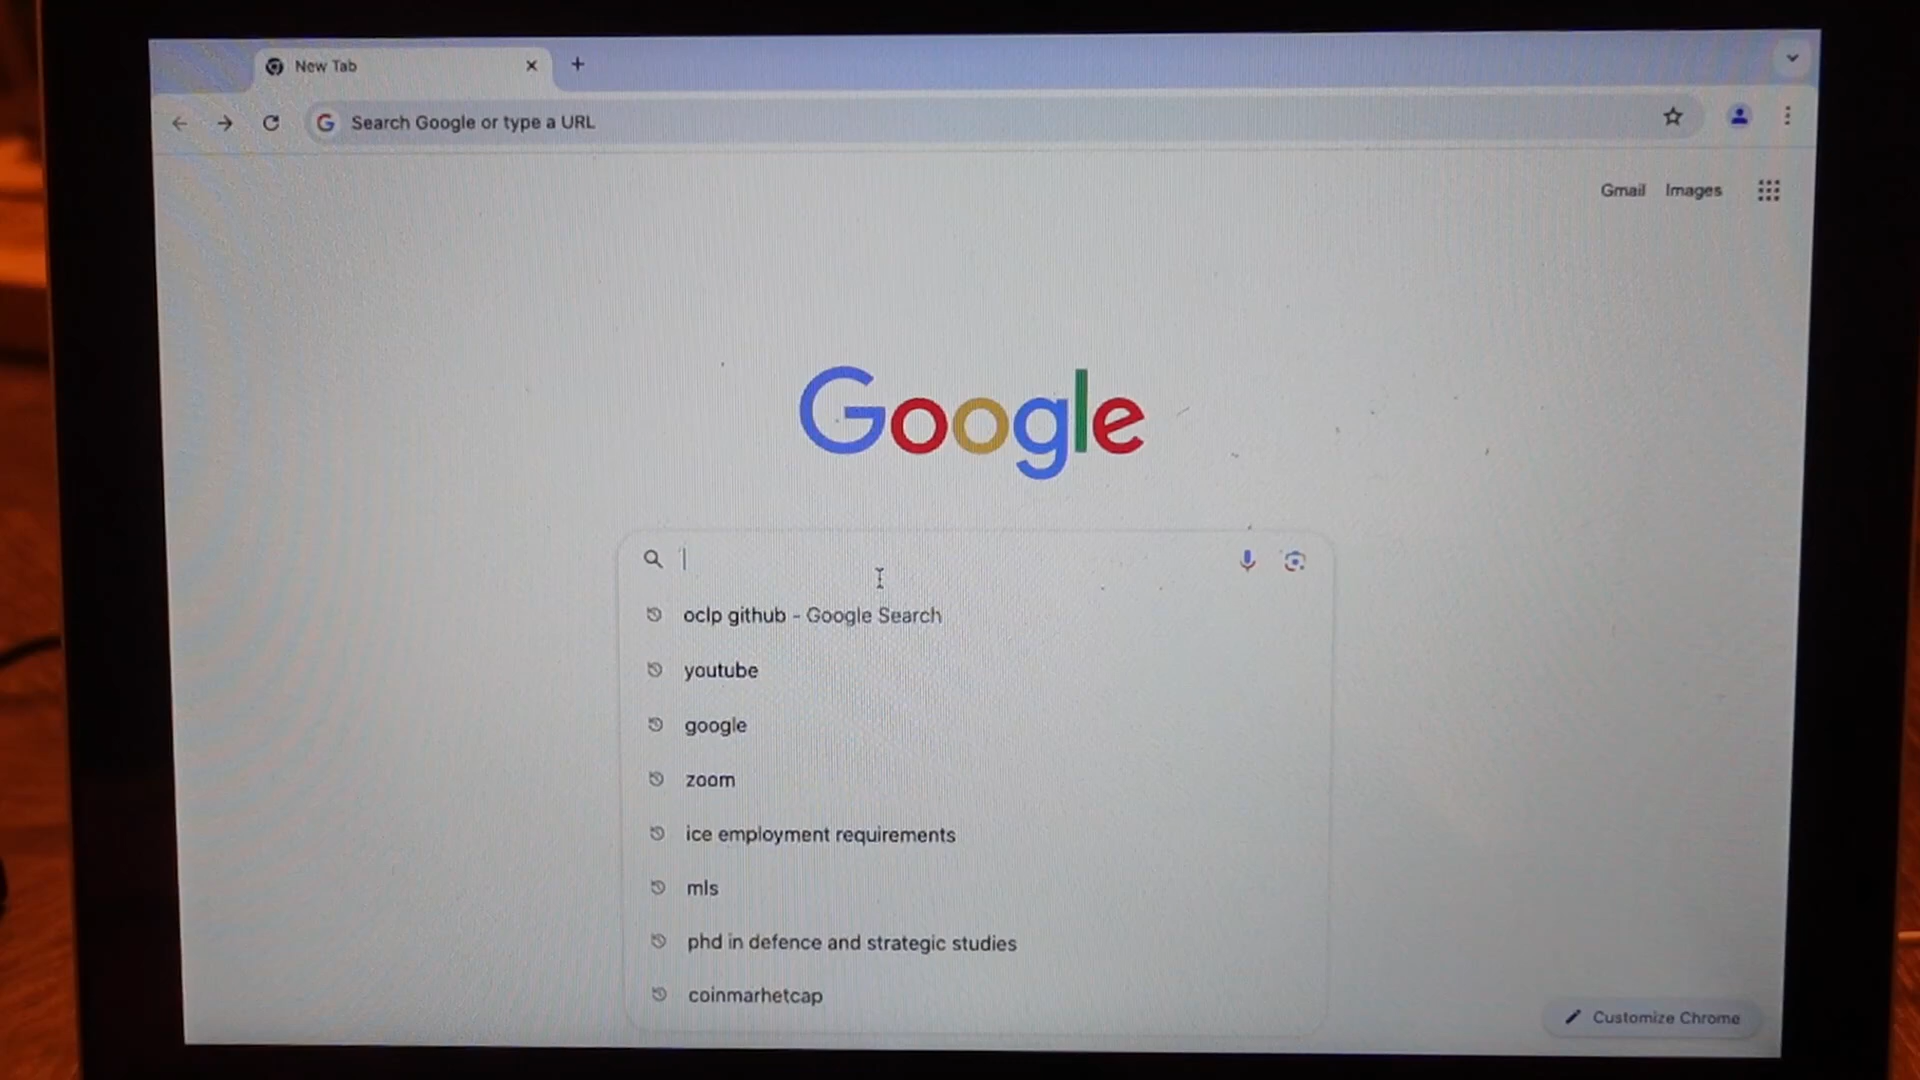 New Tab
Search Google or type a URL
Gmail Images
Google
oclp github - Google Search
youtube
google
zoom
ice employment requirements
mls
phd in defence and strategic studies
coinmarhetcap
Customize Chrome